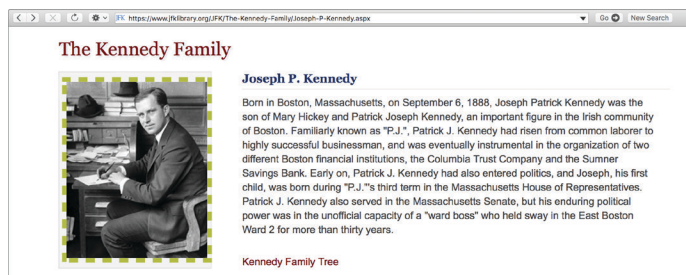 JFK https://www.jfklibrary.org/JFK/The-Kennedy-Family/Joseph-P-Kennedy.aspx
Go
New Search
The Kennedy Family
Joseph P. Kennedy
Born in Boston, Massachusetts, on September 6, 1888, Joseph Patrick Kennedy was the
son of Mary Hickey and Patrick Joseph Kennedy, an important figure in the Irish community
of Boston. Familiarly known as "P.J.", Patrick J. Kennedy had risen from common laborer to
highly successful businessman, and was eventually instrumental in the organization of two
different Boston financial institutions, the Columbia Trust Company and the Sumner
Savings Bank. Early on, Patrick J. Kennedy had also entered politics, and Joseph, his first
child, was born during "P.J.'"s third term in the Massachusetts House of Representatives.
Patrick J. Kennedy also served in the Massachusetts Senate, but his enduring political
power was in the unofficial capacity of a "ward boss" who held sway in the East Boston
Ward 2 for more than thirty years.
Kennedy Family Tree